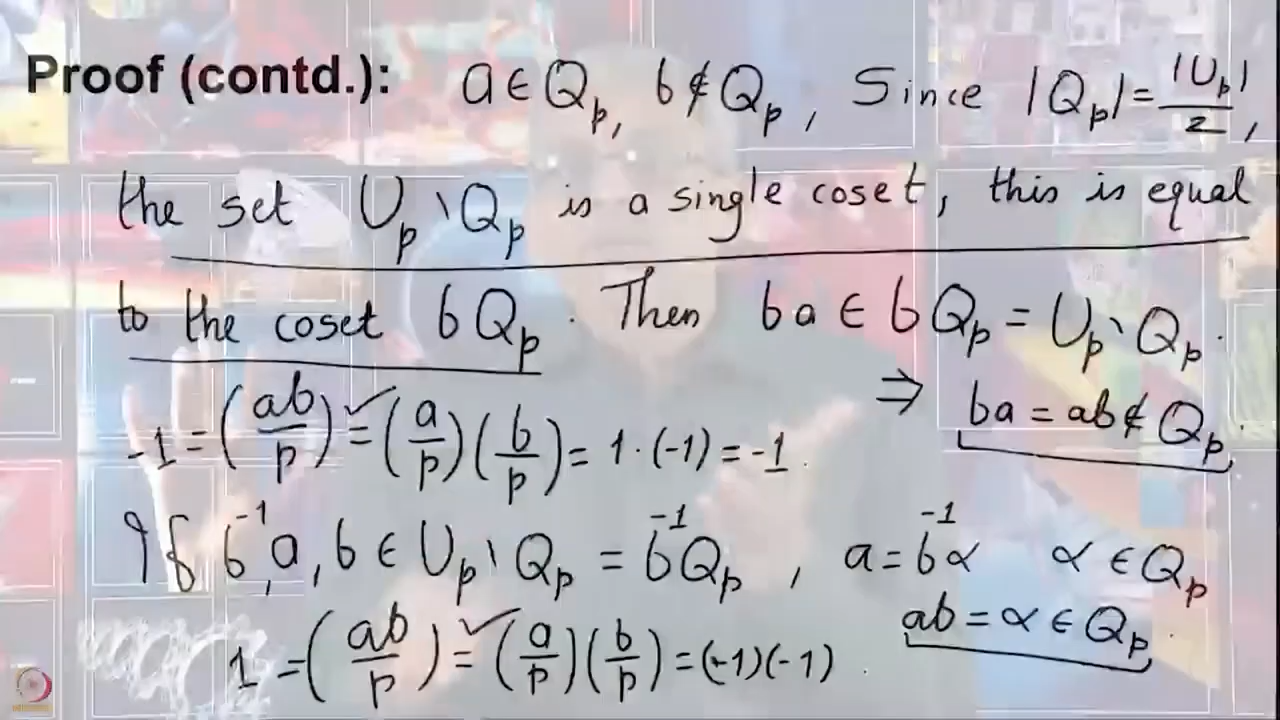 Proof (contd.): a ∈ Q_p, b ∉ Q_p, Since |Q_p| = |U_p|/2,
the set U_p \ Q_p is a single coset, this is equal
to the coset b Q_p. Then ba ∈ b Q_p = U_p \ Q_p.
⇒ ba = ab ∉ Q_p.
-1 = (ab/p) =✓ (a/p)(b/p) = 1·(-1) = -1.
If b^{-1}, a, b ∈ U_p \ Q_p = b^{-1}Q_p, a = b^{-1}α α ∈ Q_p
ab = α ∈ Q_p.
1 = (ab/p) =✓ (a/p)(b/p) = (-1)(-1).